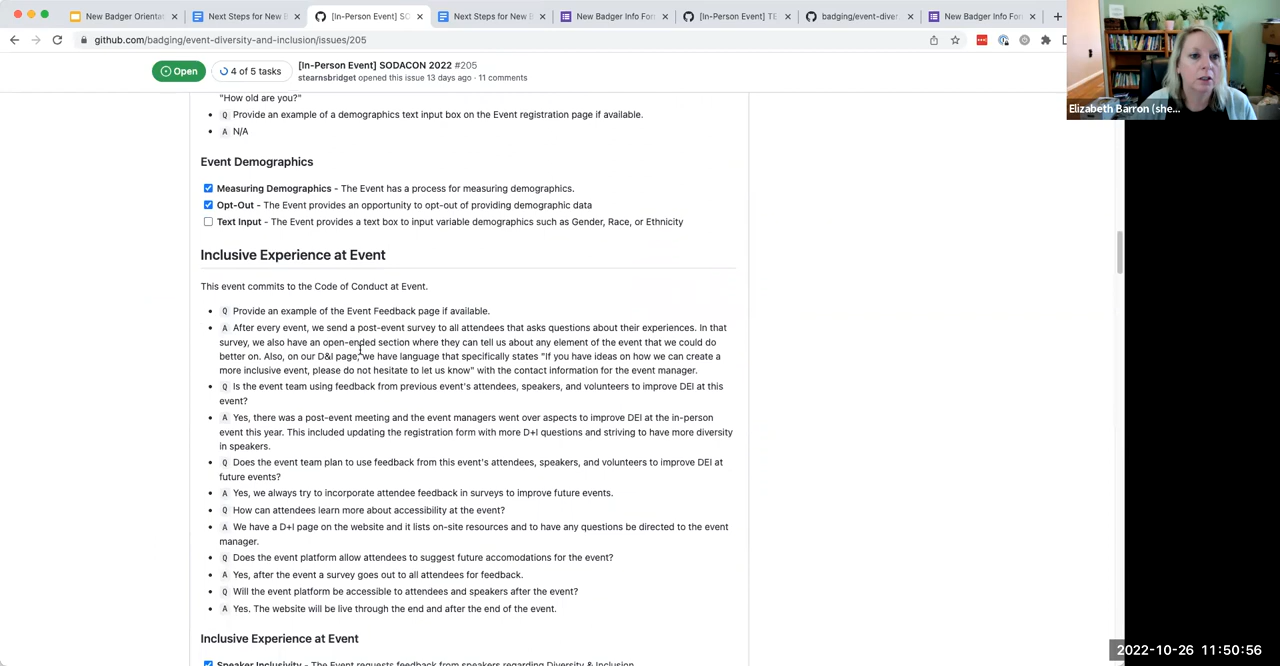 New Badger Orienta
Next Steps for New B
[In-Person Event] SO
Next Steps for New B
New Badger Info For
[In-Person Event] TE
badging/event-diver
New Badger Info For
github.com/badging/event-diversity-and-inclusion/issues/205
Open
4 of 5 tasks
[In-Person Event] SODACON 2022 #205
stearnsbridget opened this issue 13 days ago · 11 comments
"How old are you?"
Q Provide an example of a demographics text input box on the Event registration page if available.
A N/A
Event Demographics
Measuring Demographics - The Event has a process for measuring demographics.
Opt-Out - The Event provides an opportunity to opt-out of providing demographic data
Text Input - The Event provides a text box to input variable demographics such as Gender, Race, or Ethnicity
Inclusive Experience at Event
This event commits to the Code of Conduct at Event.
Q Provide an example of the Event Feedback page if available.
A After every event, we send a post-event survey to all attendees that asks questions about their experiences. In that
survey, we also have an open-ended section where they can tell us about any element of the event that we could do
better on. Also, on our D&I page, we have language that specifically states "If you have ideas on how we can create a
more inclusive event, please do not hesitate to let us know" with the contact information for the event manager.
Q Is the event team using feedback from previous event's attendees, speakers, and volunteers to improve DEI at this
event?
A Yes, there was a post-event meeting and the event managers went over aspects to improve DEI at the in-person
event this year. This included updating the registration form with more D+I questions and striving to have more diversity
in speakers.
Q Does the event team plan to use feedback from this event's attendees, speakers, and volunteers to improve DEI at
future events?
A Yes, we always try to incorporate attendee feedback in surveys to improve future events.
Q How can attendees learn more about accessibility at the event?
A We have a D+I page on the website and it lists on-site resources and to have any questions be directed to the event
manager.
Q Does the event platform allow attendees to suggest future accomodations for the event?
A Yes, after the event a survey goes out to all attendees for feedback.
Q Will the event platform be accessible to attendees and speakers after the event?
A Yes. The website will be live through the end and after the end of the event.
Inclusive Experience at Event
Speaker Inclusivity - The Event requests feedback from speakers regarding Diversity & Inclusion
Elizabeth Barron (she...
2022-10-26 11:50:56